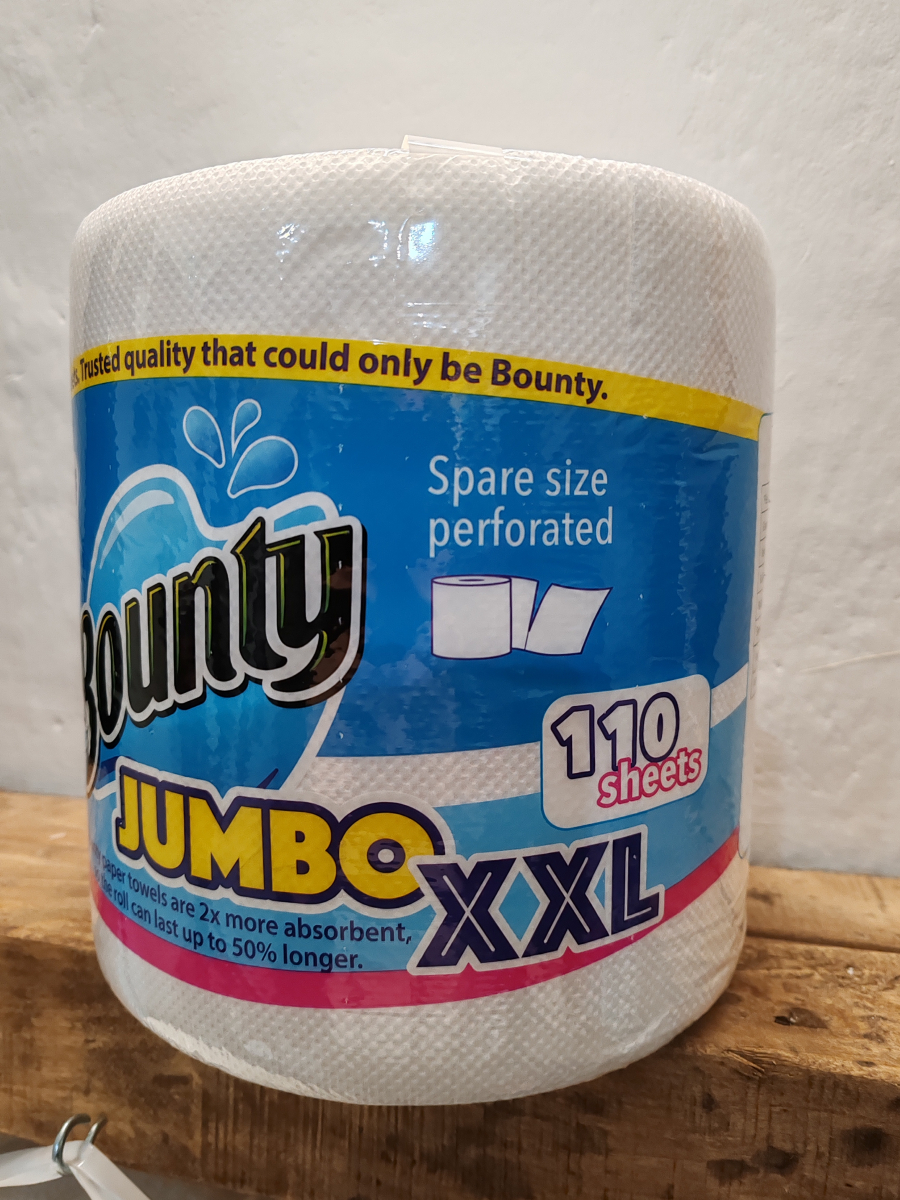 Trusted quality that could only be Bounty.
Spare size
perforated
Bounty
110
sheets
JUMBO
XXL
paper towels are 2x more absorbent,
the roll can last up to 50% longer.